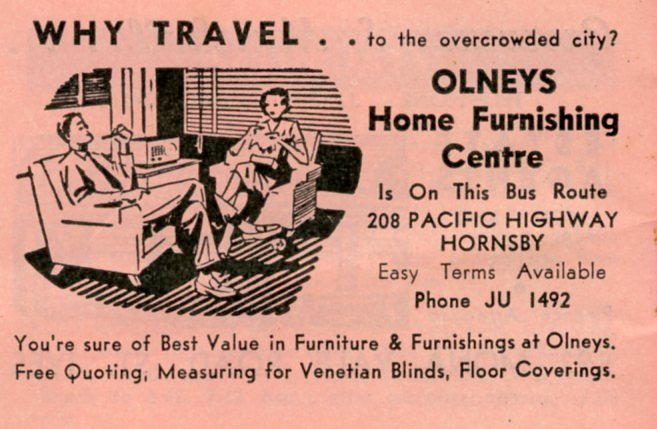 WHY TRAVEL . . to the overcrowded city?
OLNEYS
Home Furnishing
Centre
Is On This Bus Route
208 PACIFIC HIGHWAY
HORNSBY
Easy Terms Available
Phone JU 1492
You're sure of Best Value in Furniture & Furnishings at Olneys.
Free Quoting, Measuring for Venetian Blinds, Floor Coverings.